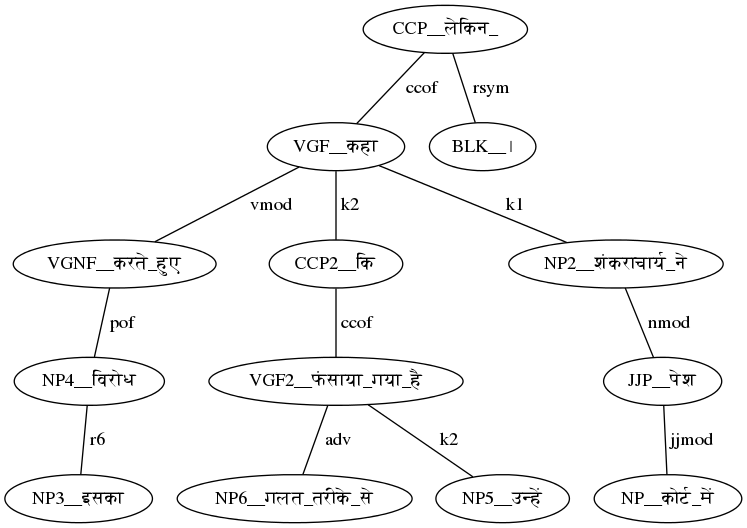 CCP__लेकिन_
ccof rsym
VGF__कहा BLK__।
vmod k2 k1
VGNF__करते_हुए CCP2__कि NP2__शंकराचार्य_ने
pof ccof nmod
NP4__विरोध VGF2__फंसाया_गया_है JJP__पेश
r6 adv k2 jjmod
NP3__इसका NP6__गलत_तरीके_से NP5__उन्हें NP__कोर्ट_में